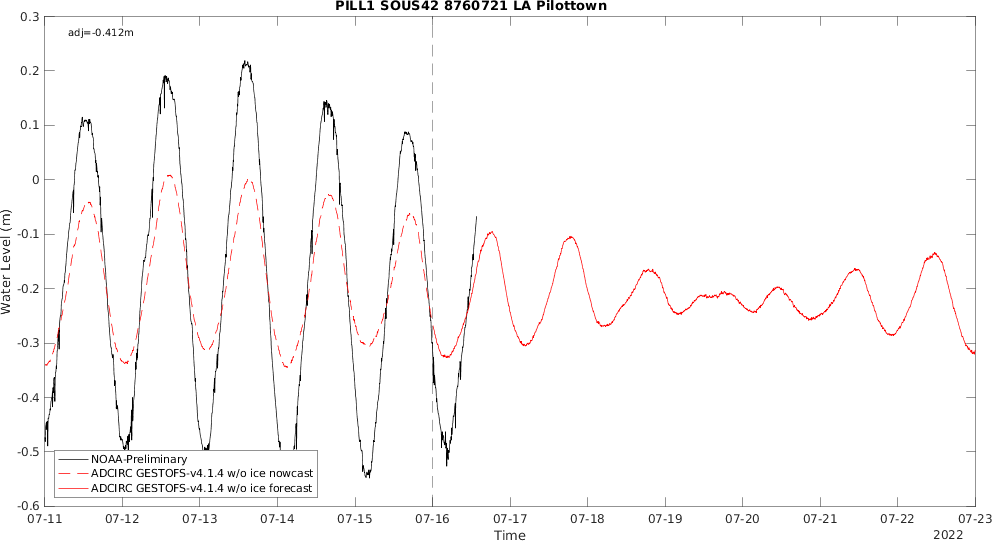 PILL1 SOUS42 8760721 LA Pilottown
adj=-0.412m
0.3
0.2
0.1
0
-0.1
-0.2
-0.3
-0.4
-0.5
-0.6
Water Level (m)
NOAA-Preliminary
ADCIRC GESTOFS-v4.1.4 w/o ice nowcast
ADCIRC GESTOFS-v4.1.4 w/o ice forecast
07-11 07-12 07-13 07-14 07-15 07-16 07-17 07-18 07-19 07-20 07-21 07-22 07-23
Time
2022